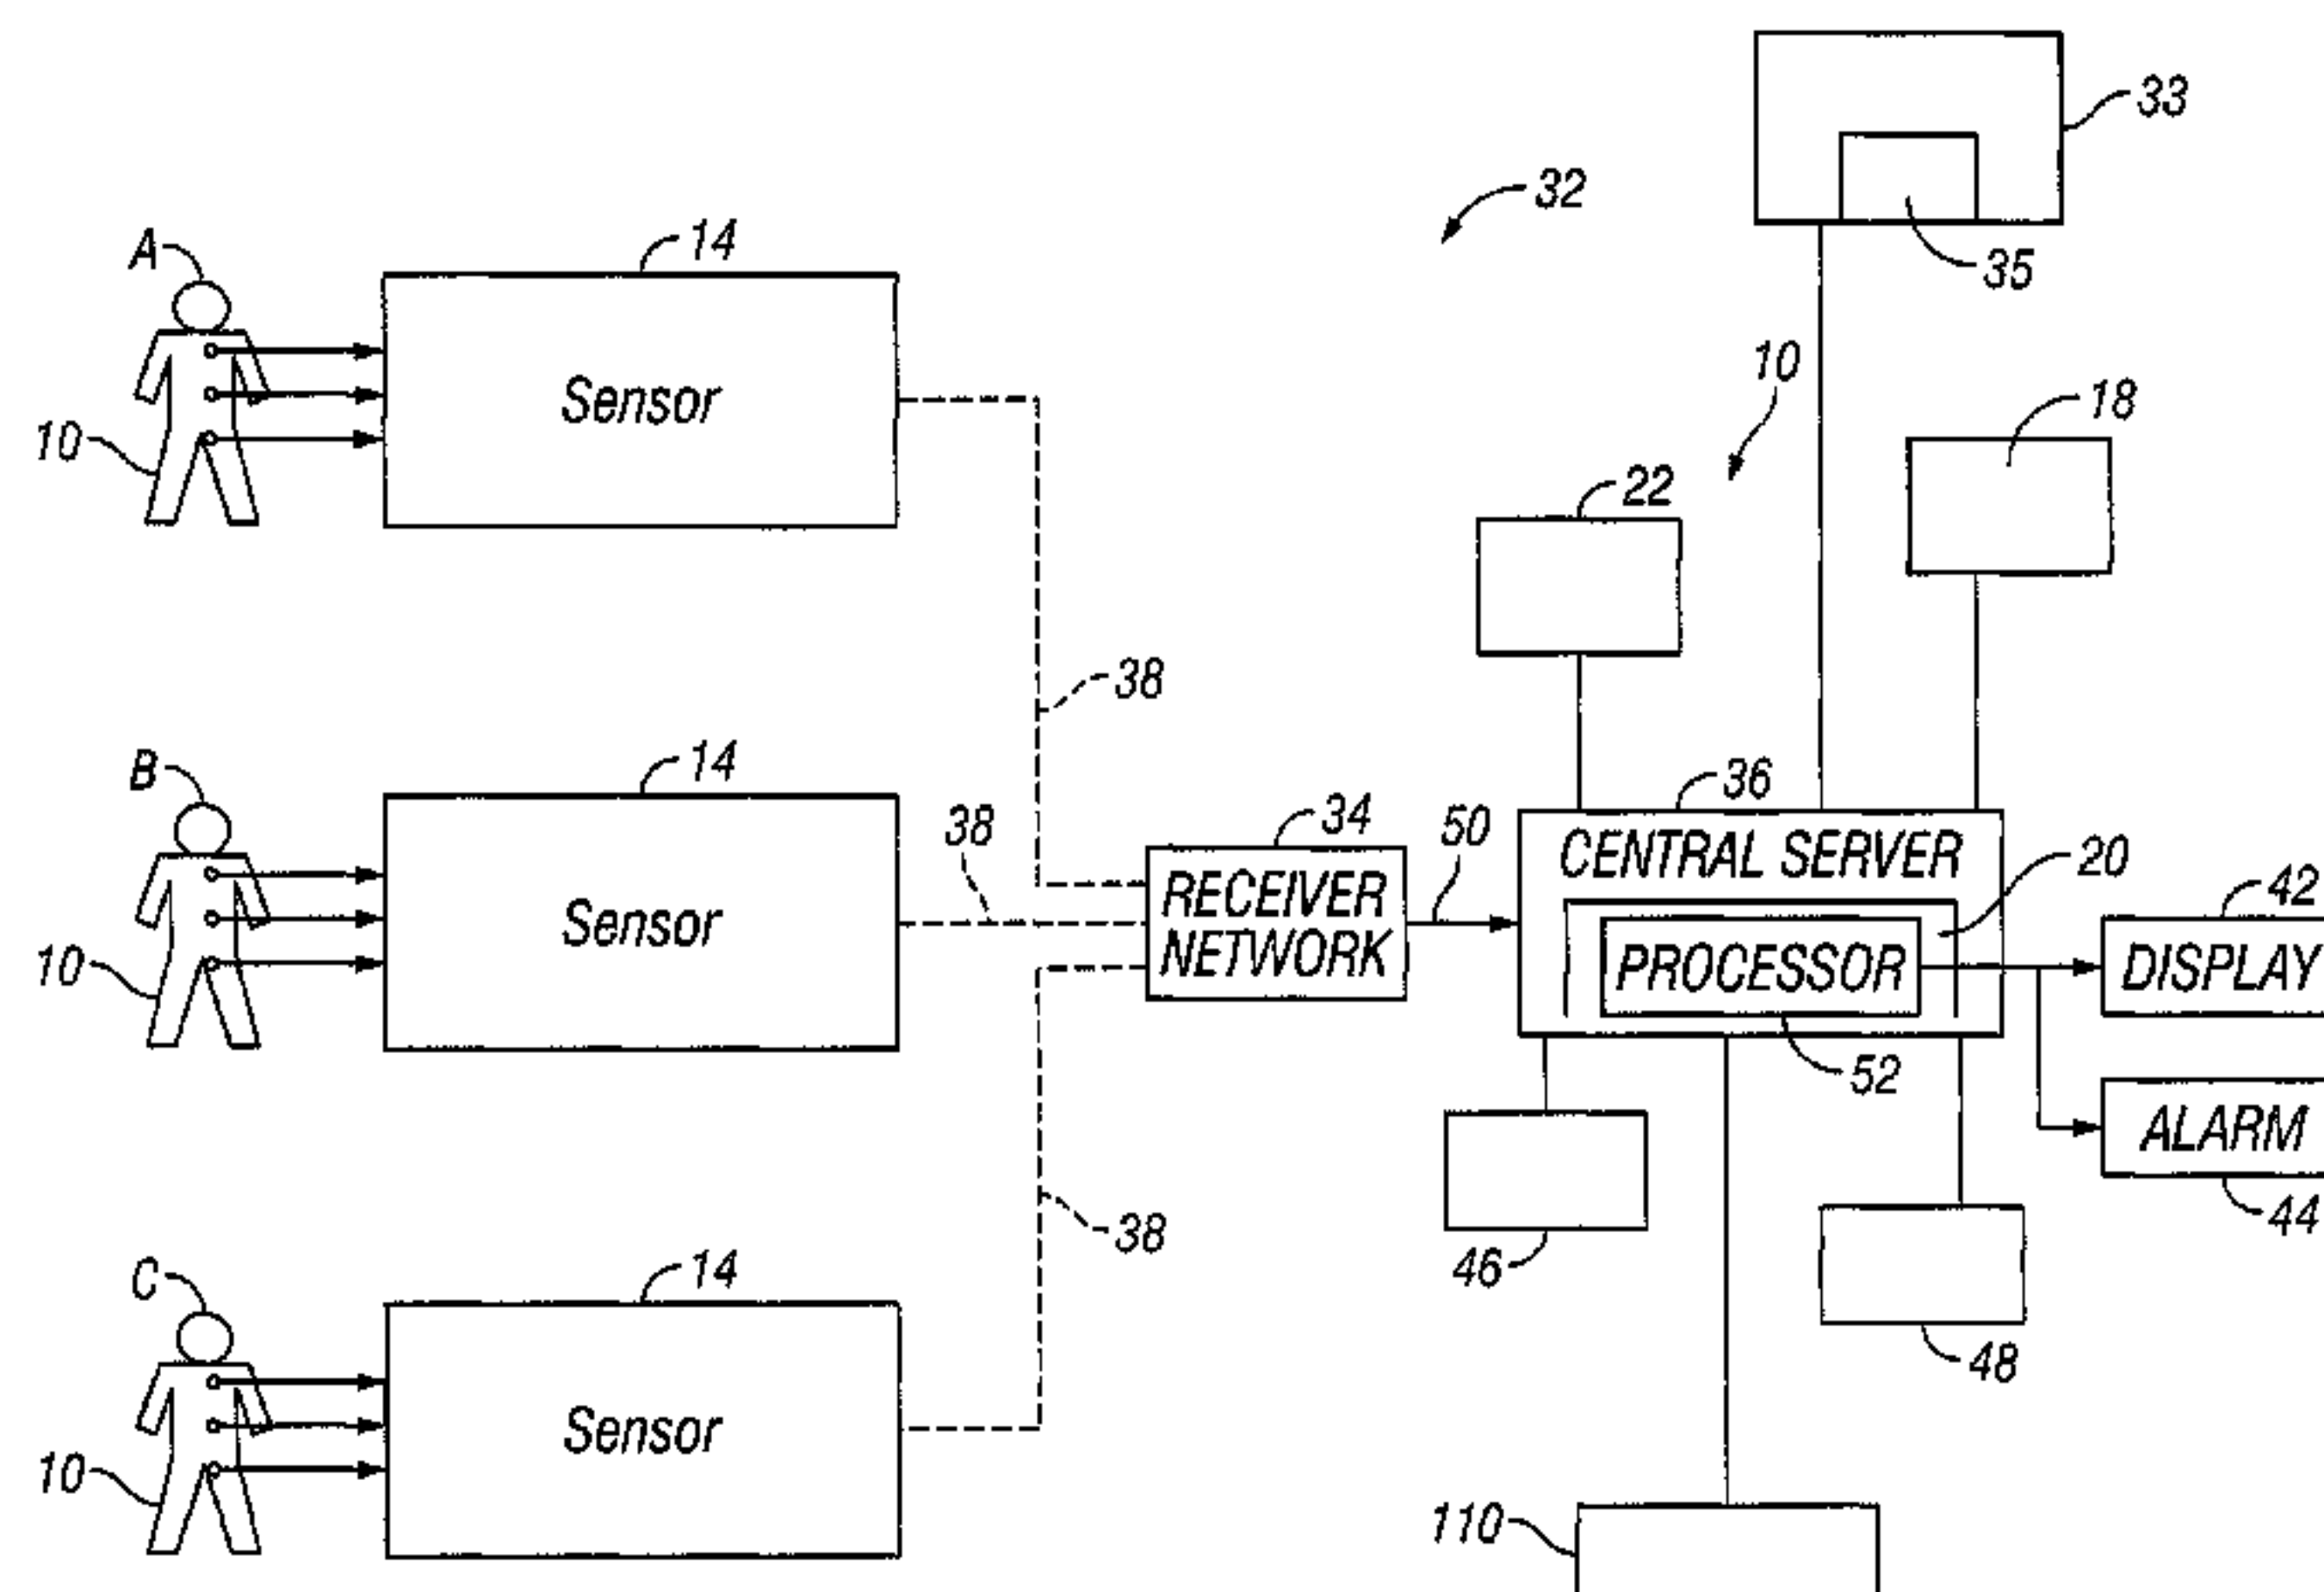 33
32
35
A
14
Sensor
10
10
18
22
38
B
14
Sensor
10
38
34
RECEIVER
NETWORK
50
36
CENTRAL SERVER
20
PROCESSOR
52
42
DISPLAY
ALARM
44
46
48
38
C
14
Sensor
10
110